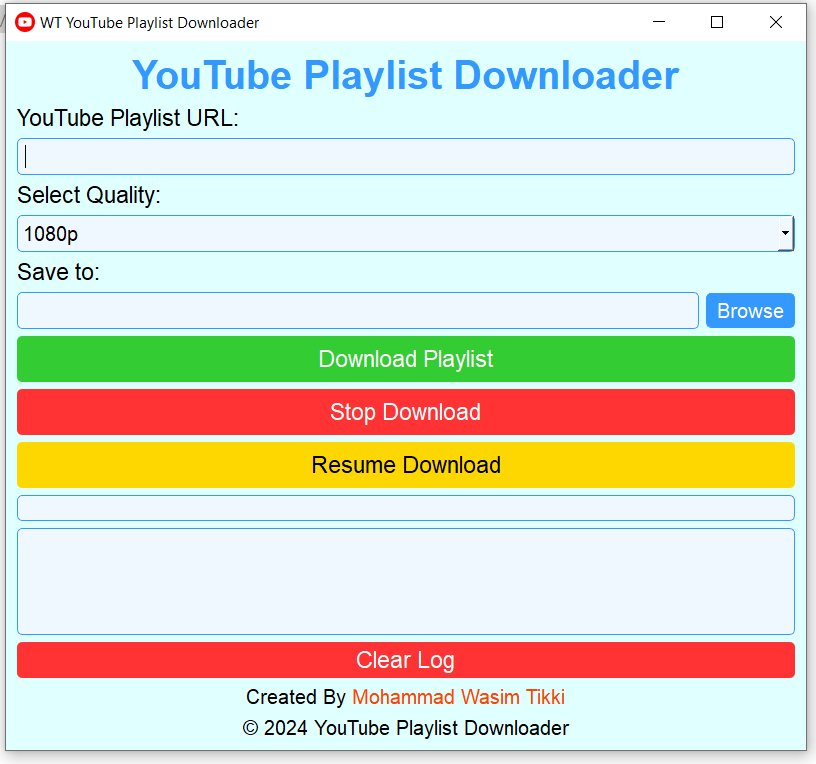 WT YouTube Playlist Downloader
YouTube Playlist Downloader
YouTube Playlist URL:
Select Quality:
1080p
Save to:
Browse
Download Playlist
Stop Download
Resume Download
Clear Log
Created By Mohammad Wasim Tikki
© 2024 YouTube Playlist Downloader